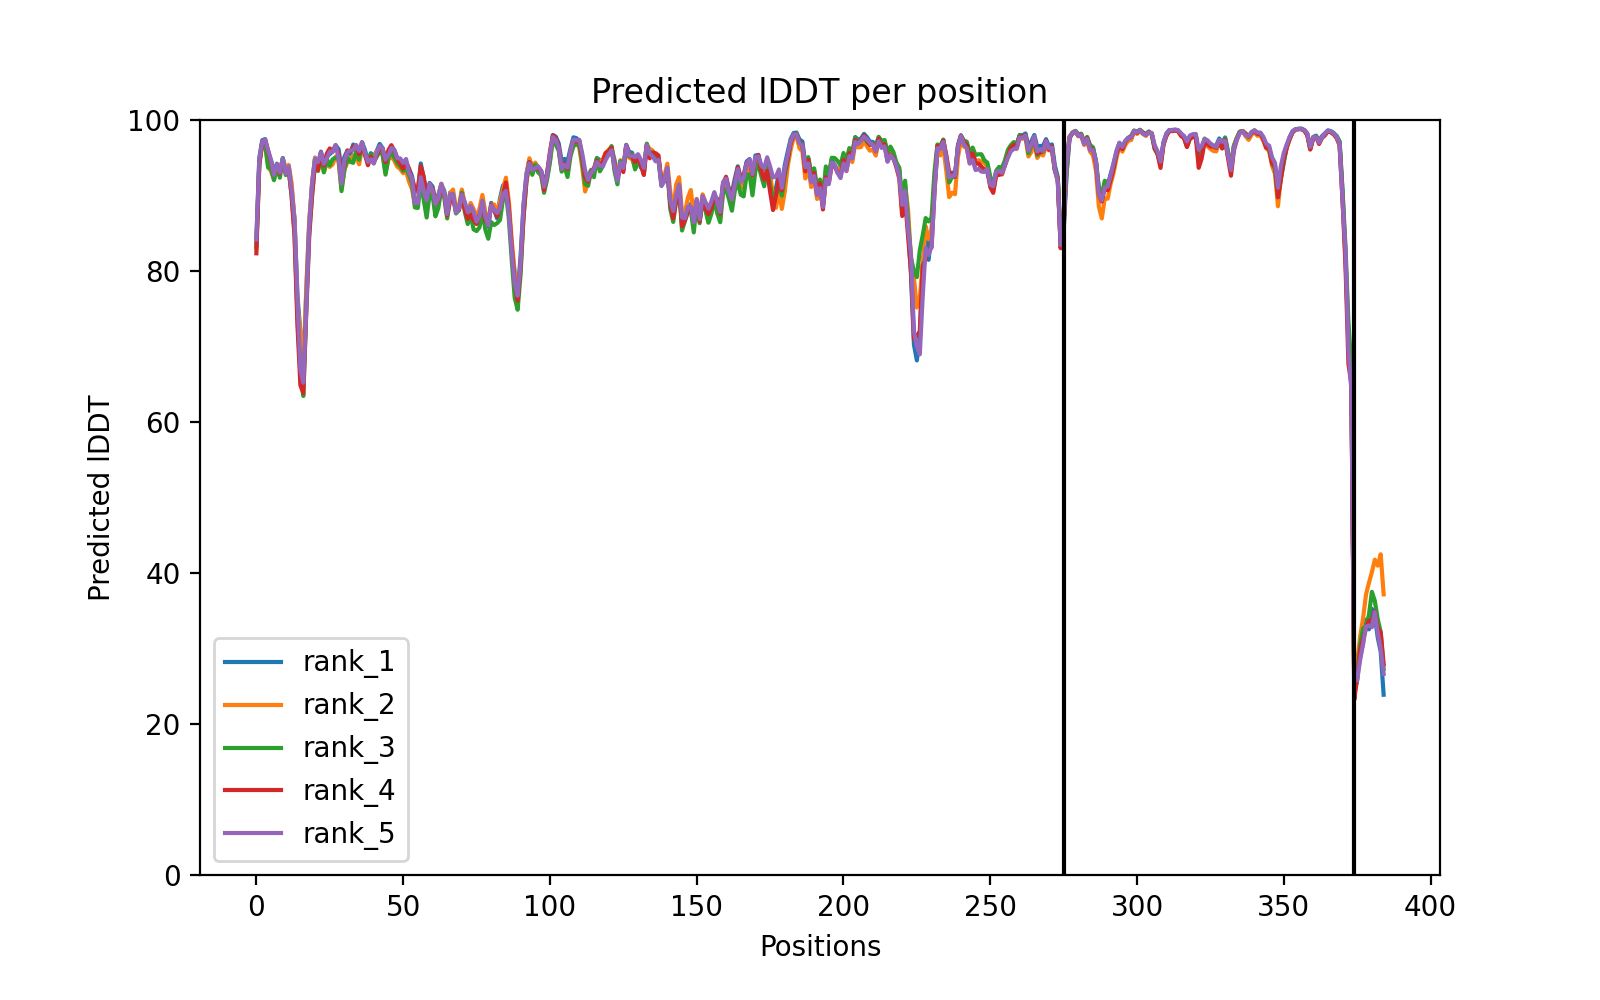 Predicted lDDT per position
100
80
60
40
20
0
Predicted lDDT
rank_1
rank_2
rank_3
rank_4
rank_5
0 50 100 150 200 250 300 350 400
Positions